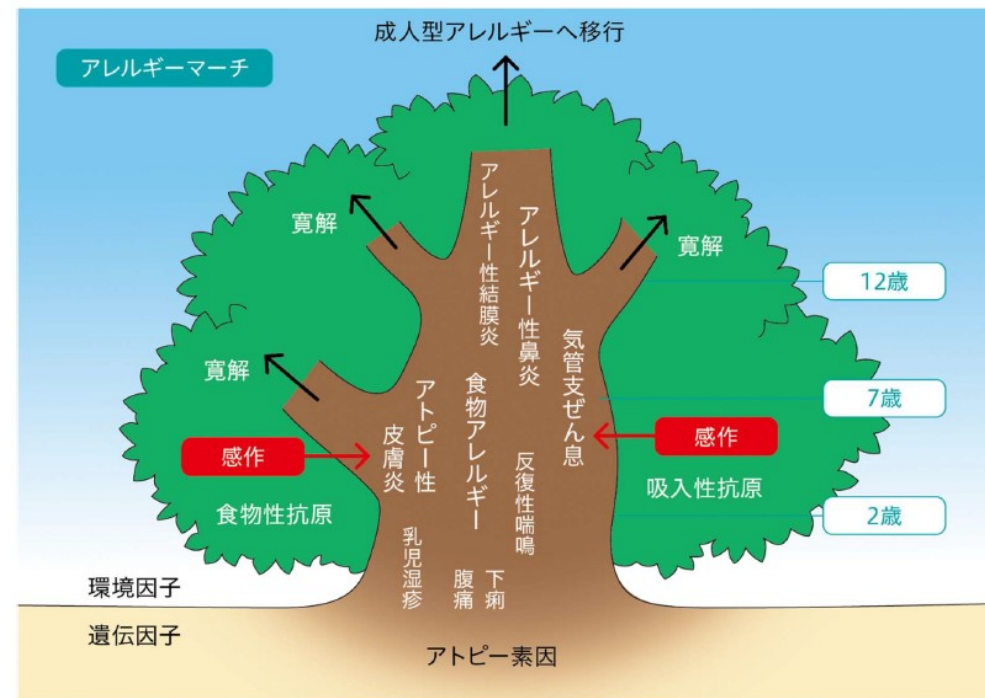 成人型アレルギーへ移行
アレルギーマーチ
寛解
寛解
寛解
12歳
7歳
2歳
アレルギー性結膜炎
アレルギー性鼻炎
気管支ぜん息
食物アレルギー
アトピー性
皮膚炎
反復性喘鳴
乳児湿疹
下痢
腹痛
感作
食物性抗原
感作
吸入性抗原
環境因子
遺伝因子
アトピー素因